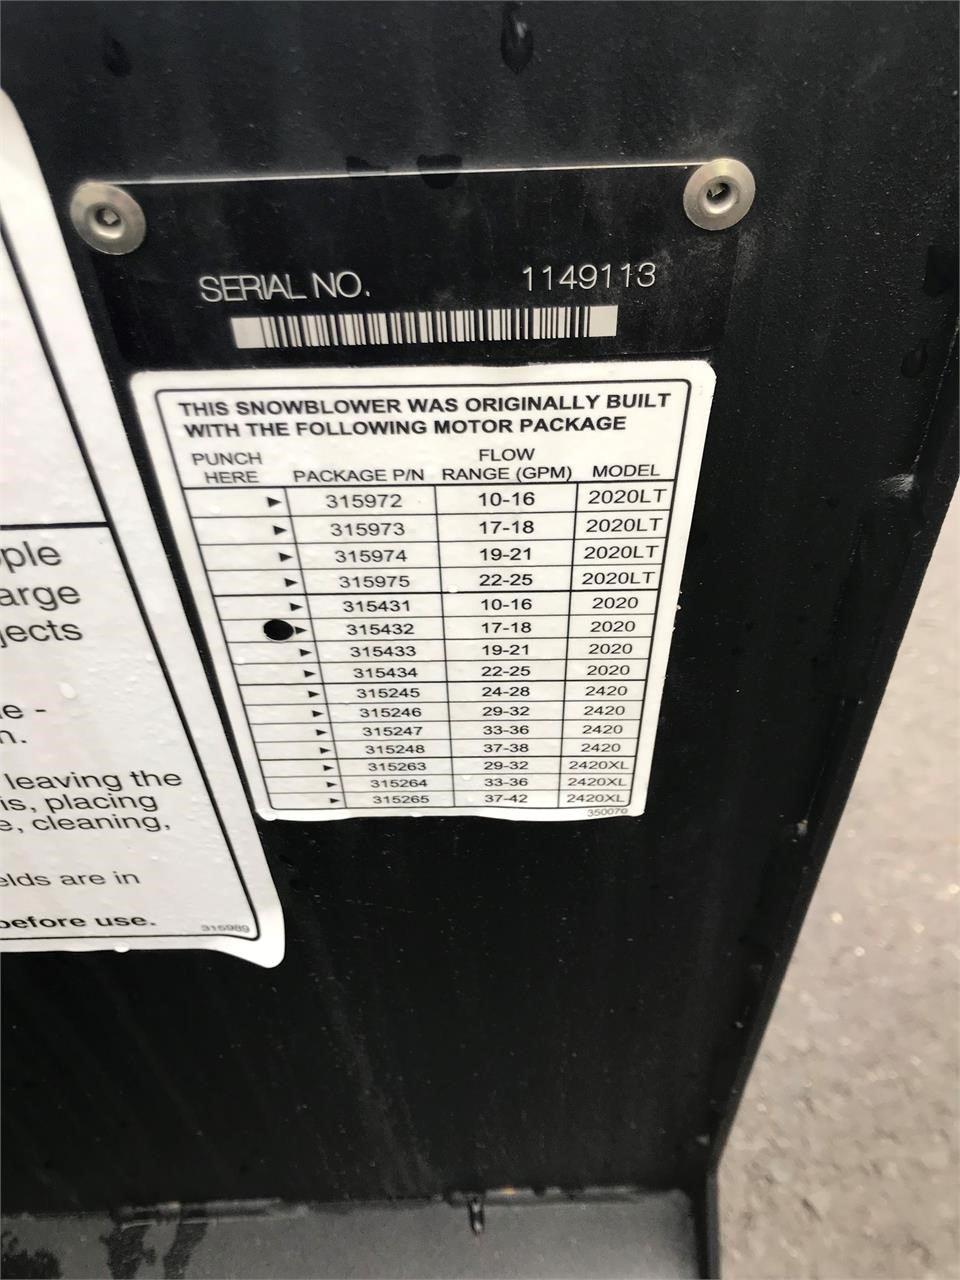 SERIAL NO. 1149113
THIS SNOWBLOWER WAS ORIGINALLY BUILT
WITH THE FOLLOWING MOTOR PACKAGE
PUNCH HERE PACKAGE P/N FLOW RANGE (GPM) MODEL
315972 10-16 2020LT
315973 17-18 2020LT
315974 19-21 2020LT
315975 22-25 2020LT
315431 10-16 2020
315432 17-18 2020
315433 19-21 2020
315434 22-25 2020
315245 24-28 2420
315246 29-32 2420
315247 33-36 2420
315248 37-38 2420
315263 29-32 2420XL
315264 33-36 2420XL
315265 37-42 2420XL
350070
ople
arge
jects
e -
n.
leaving the
is, placing
e, cleaning,
elds are in
before use.
315989